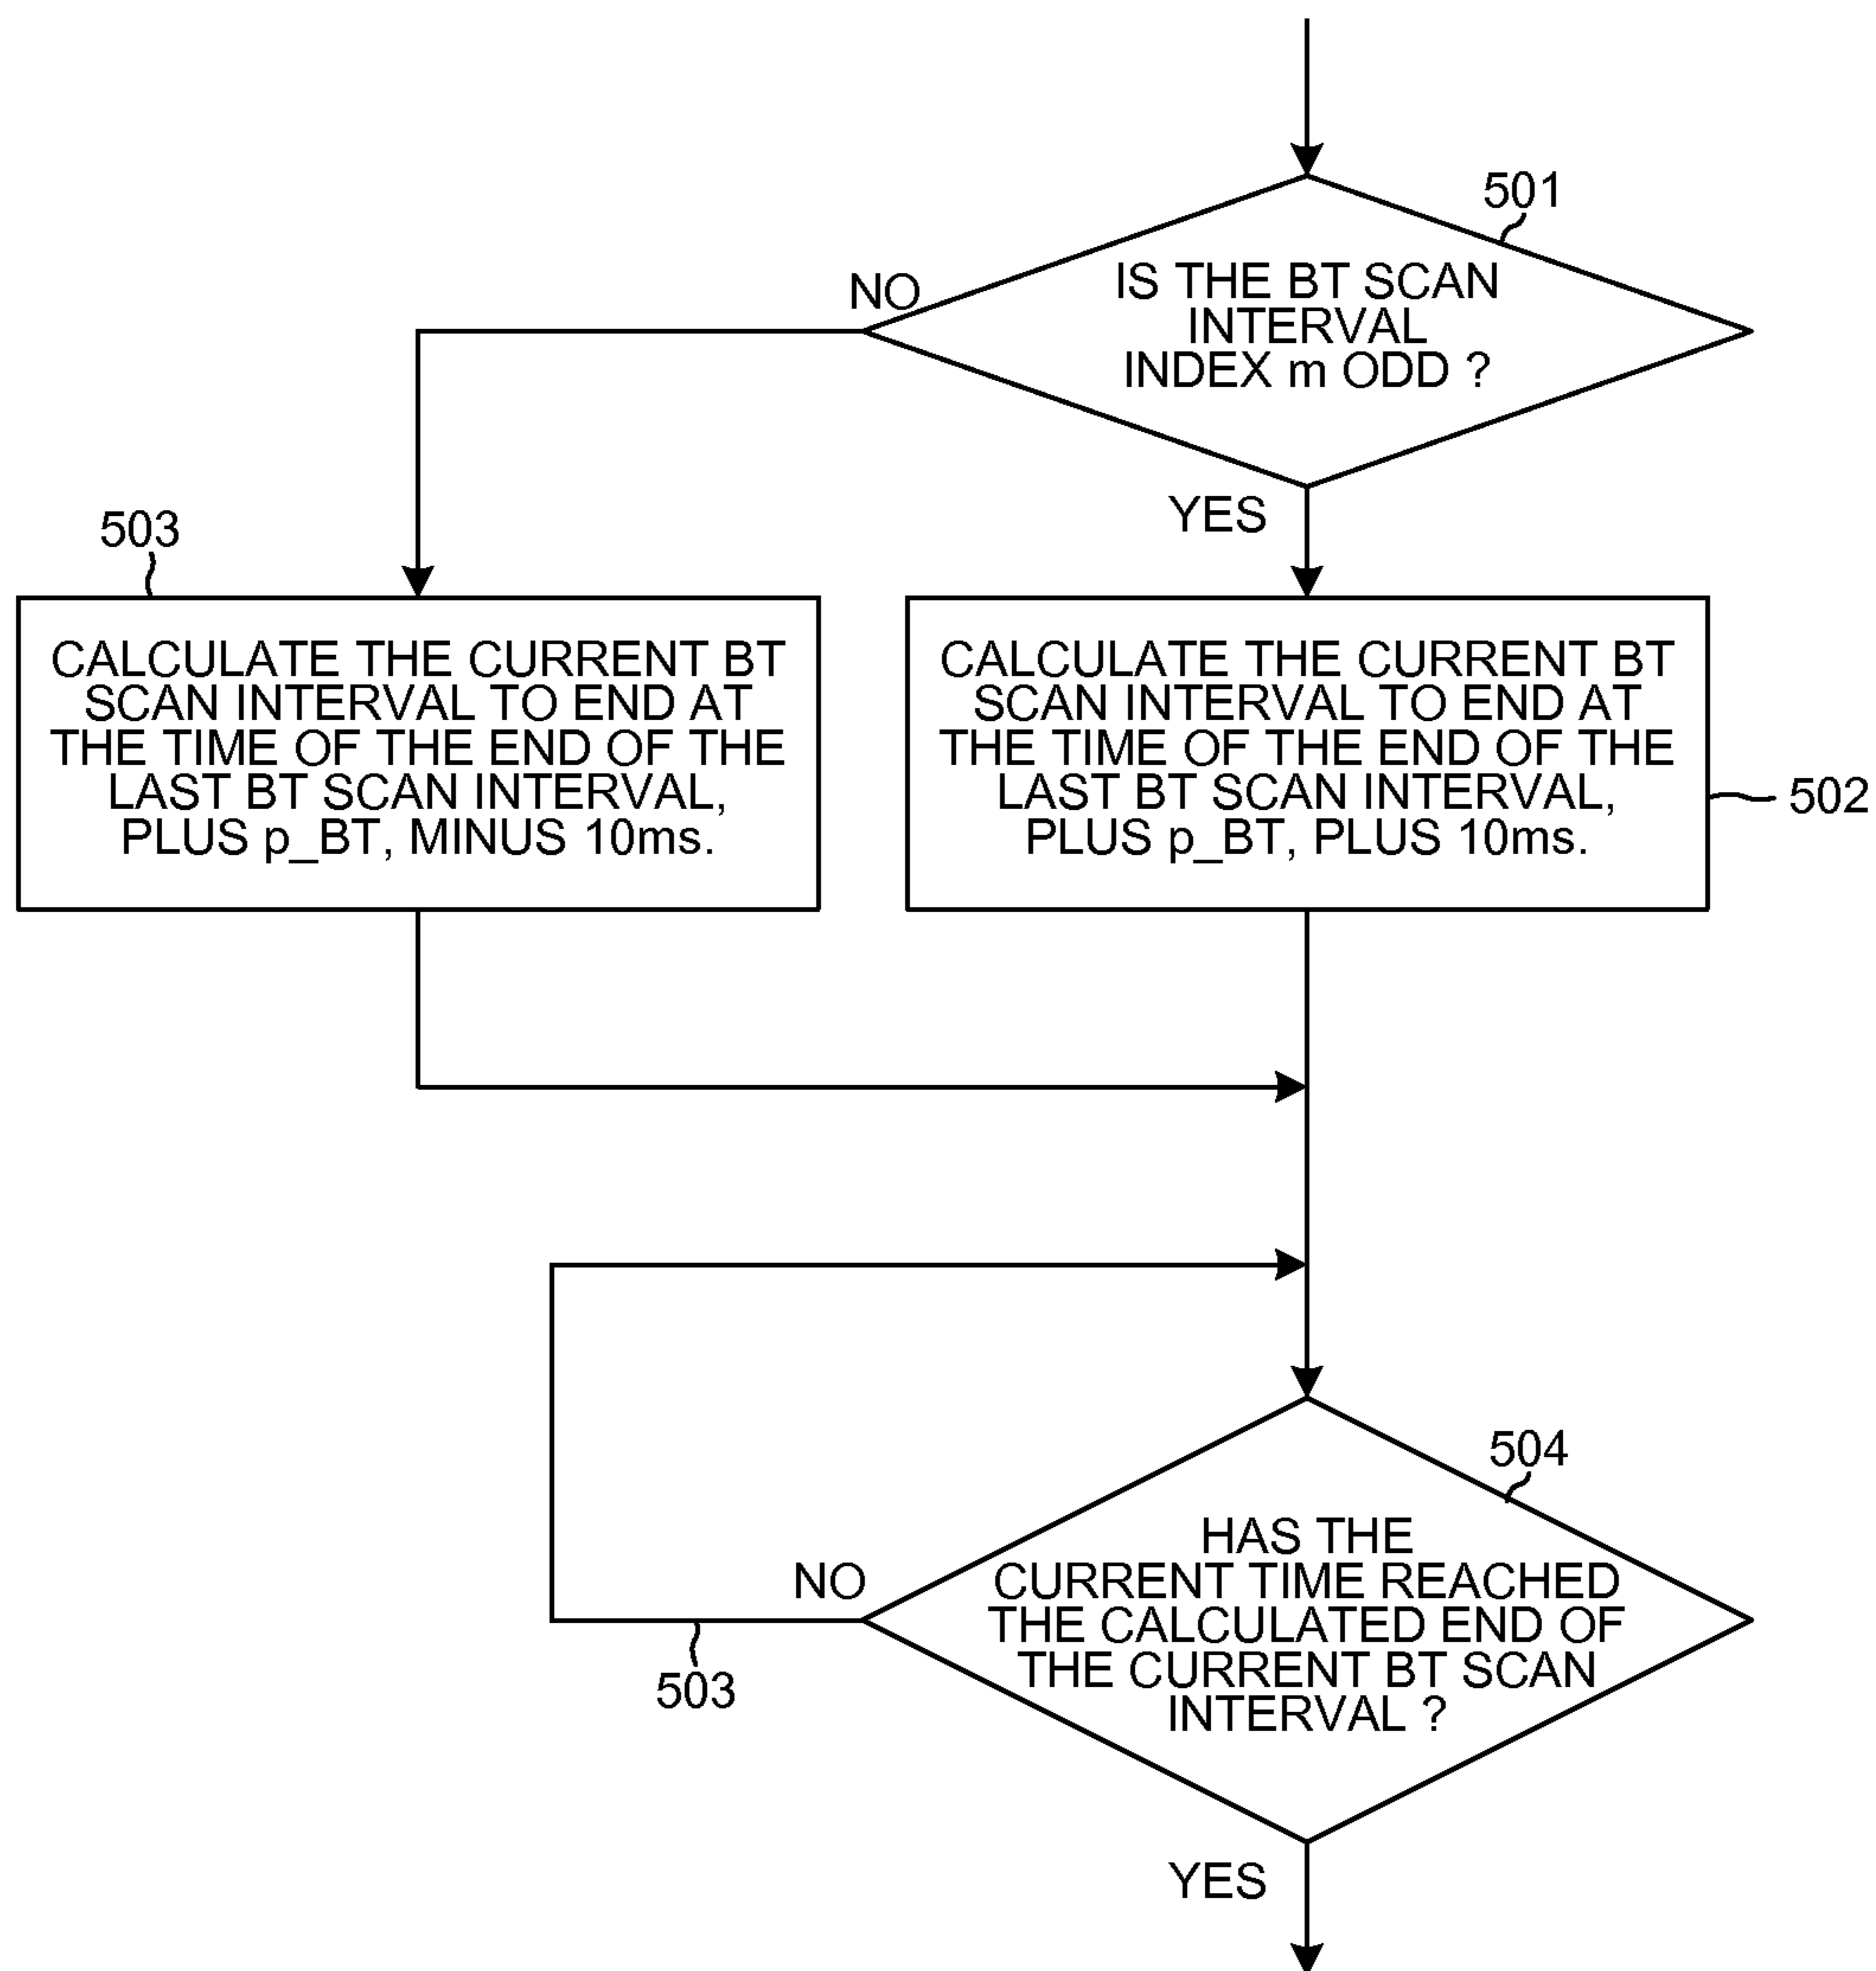 501
IS THE BT SCAN
INTERVAL
INDEX m ODD ?
NO
YES
503
CALCULATE THE CURRENT BT
SCAN INTERVAL TO END AT
THE TIME OF THE END OF THE
LAST BT SCAN INTERVAL,
PLUS p_BT, MINUS 10ms.
CALCULATE THE CURRENT BT
SCAN INTERVAL TO END AT
THE TIME OF THE END OF THE
LAST BT SCAN INTERVAL,
PLUS p_BT, PLUS 10ms.
502
504
HAS THE
CURRENT TIME REACHED
THE CALCULATED END OF
THE CURRENT BT SCAN
INTERVAL ?
NO
503
YES